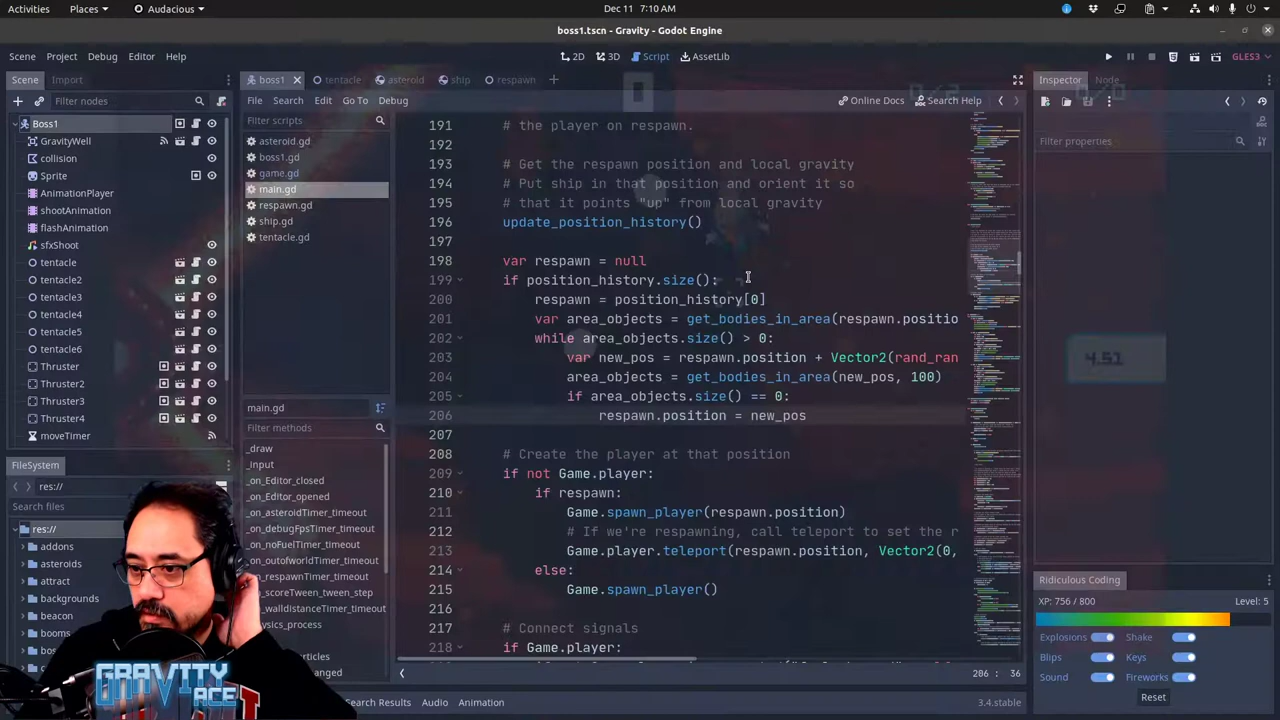 Activities Places Audacious Dec 11 7:10 AM
boss1.tscn - Gravity - Godot Engine
Scene Project Debug Editor Help 2D 3D Script AssetLib GLES3
Scene Import
Filter nodes
Boss1
GravityWell
collision
Sprite
AnimationPlayer
shootAnimation
flashAnimation
sfxShoot
tentacle
tentacle2
tentacle3
tentacle4
tentacle5
tentacle6
Thruster
Thruster2
Thruster3
Thruster4
moveTimer
FileSystem
res://
Search files
res://
addons
asteroids
attract
backgrounds
beacon
booms
boss1 tentacle asteroid ship respawn
File Search Edit Go To Debug Online Docs Search Help
Filter scripts
asteroid.gd
boss1.gd
game.gd
main.gd
respawn.gd
ship.gd
tentacle.gd
main.gd
Filter methods
_draw
_input
_on_Editor_closed
_on_Editor_opened
_on_debugFpsTimer_timeout
_respawnTimer_timeout
191 # the player on respawn.
192
193 # Get the respawn position and local gravity
194 # Put ship in that position and orient it so
195 # that it points "up" from local gravity
196 update_position_history()
197
198 var respawn = null
199 if position_history.size():
200 respawn = position_history[0]
201 var area_objects = get_bodies_in_area(respawn.positio
202 while area_objects.size() > 0:
203 var new_pos = respawn.position + Vector2(rand_ran
204 area_objects = get_bodies_in_area(new_pos, 100)
205 if area_objects.size() == 0:
206 respawn.position = new_pos
207
208 # Create the player at the position
209 if not Game.player:
210 if respawn:
211 Game.spawn_player(respawn.position)
212 # If we're respawning, call teleport to set the r
213 Game.player.teleport(respawn.position, Vector2(0,
214 else:
215 Game.spawn_player()
216
217 # Connect signals
218 if Game.player:
206 : 36
Search Results Audio Animation 3.4.stable
Inspector Node
Filter properties
4.51
Ridiculous Coding
XP: 756 / 800 Level: 5
Explosions Shake
Blips Keys
Sound Fireworks
Reset
GRAVITY
ACE